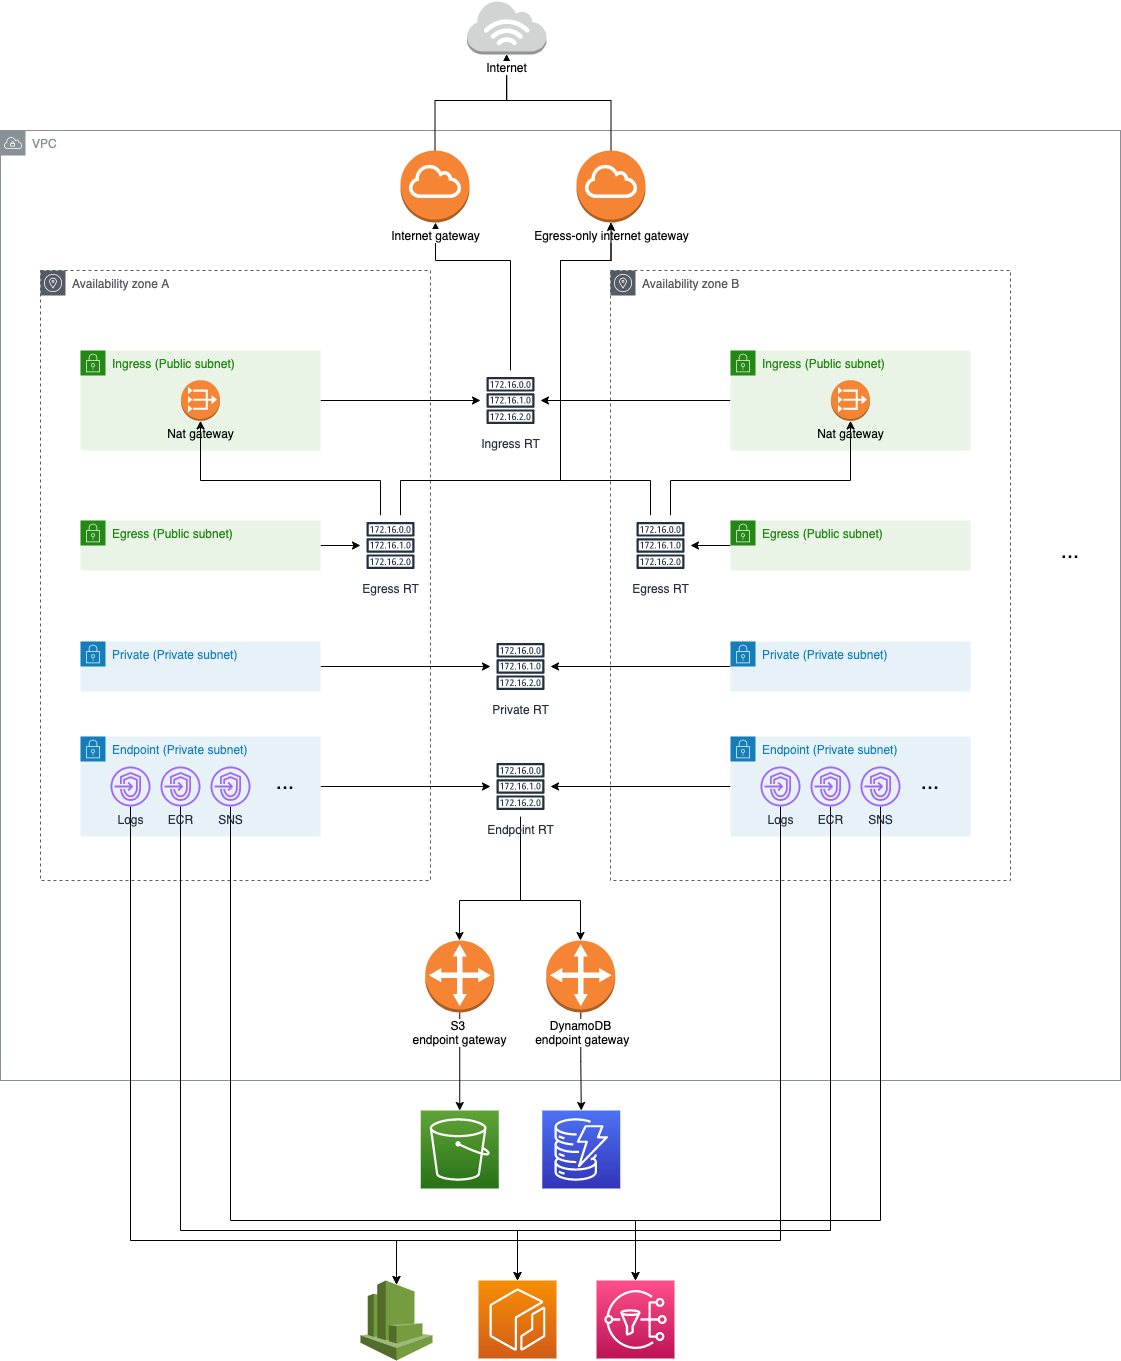 Internet
VPC
Internet gateway
Egress-only internet gateway
Availability zone A
Availability zone B
Ingress (Public subnet)
Ingress (Public subnet)
172.16.0.0
172.16.1.0
172.16.2.0
Nat gateway
Nat gateway
Ingress RT
Egress (Public subnet)
172.16.0.0
172.16.1.0
172.16.2.0
172.16.0.0
172.16.1.0
172.16.2.0
Egress (Public subnet)
...
Egress RT
Egress RT
Private (Private subnet)
172.16.0.0
172.16.1.0
172.16.2.0
Private (Private subnet)
Private RT
Endpoint (Private subnet)
Endpoint (Private subnet)
172.16.0.0
172.16.1.0
172.16.2.0
...
...
Logs
ECR
SNS
Endpoint RT
Logs
ECR
SNS
S3
endpoint gateway
DynamoDB
endpoint gateway